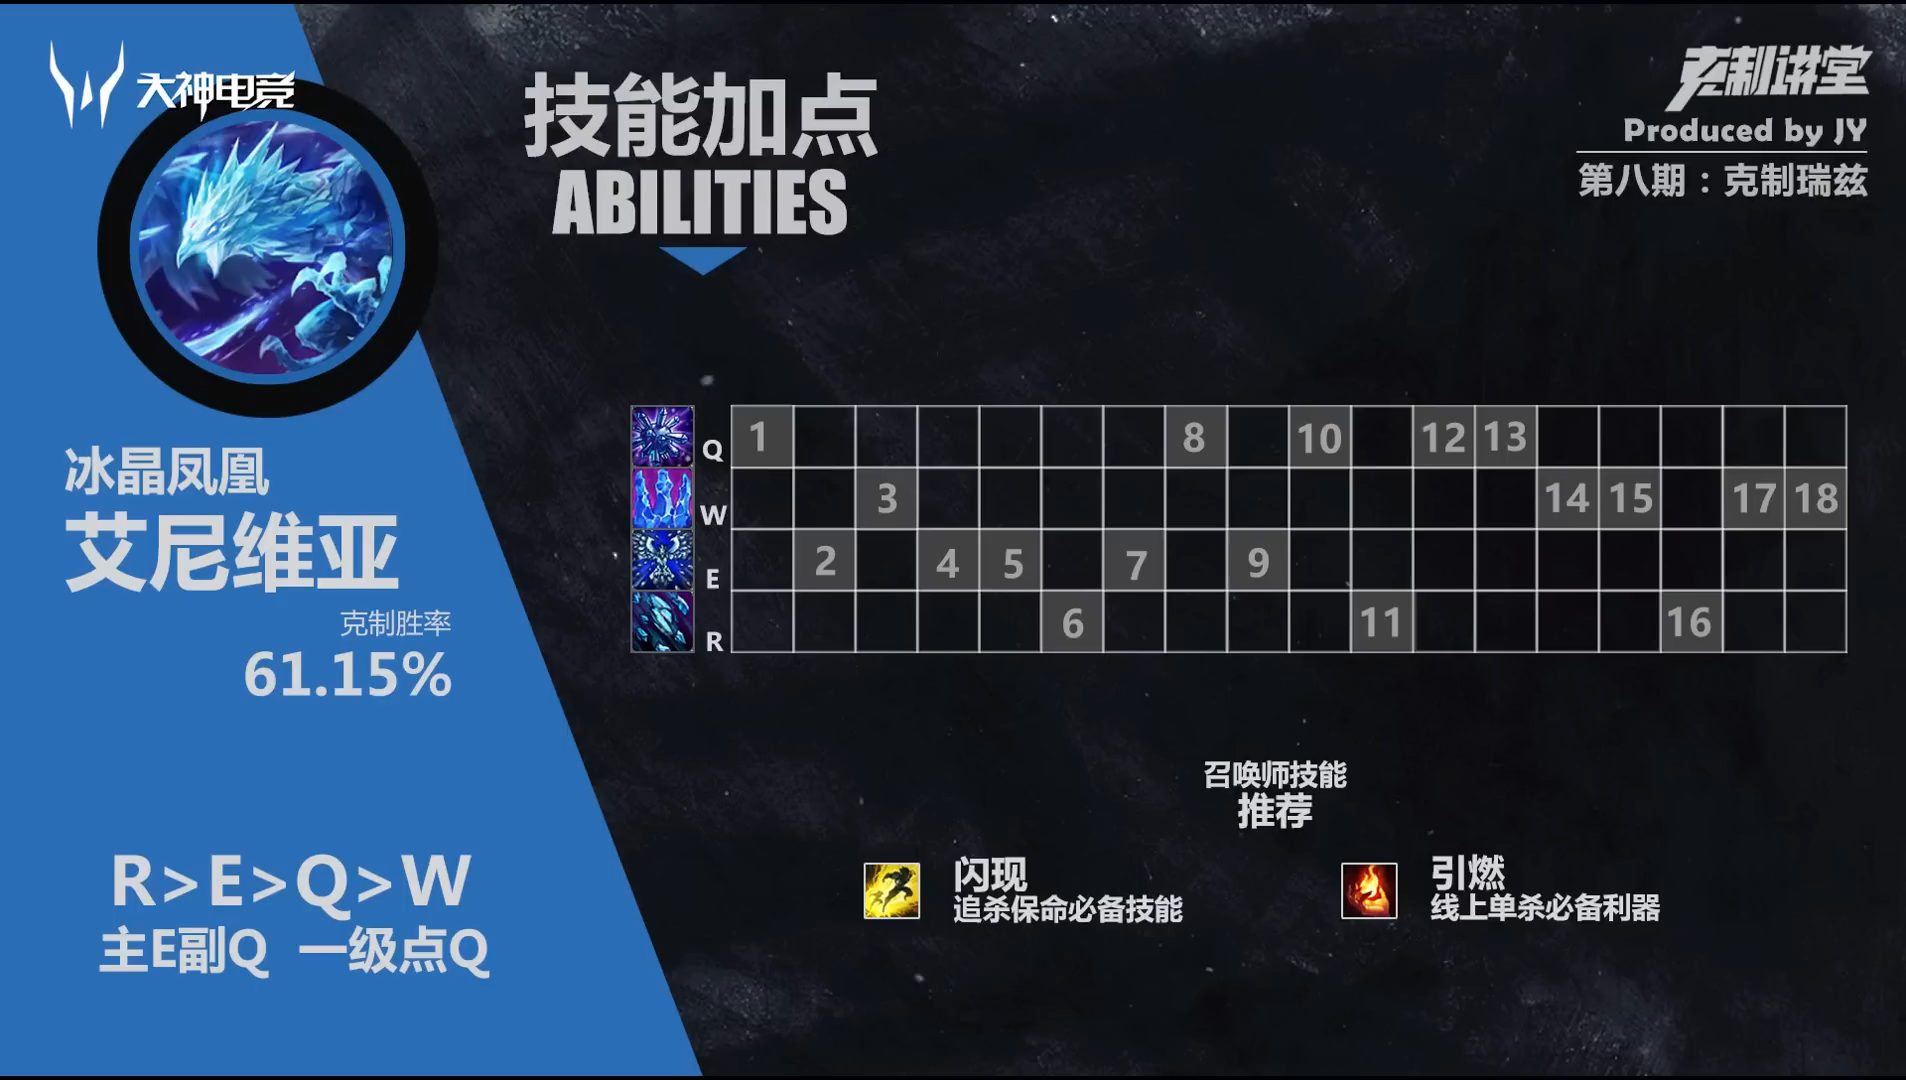 大神电竞
技能加点
ABILITIES
克制讲堂
Produced by JY
第八期：克制瑞兹
冰晶凤凰
艾尼维亚
克制胜率
61.15%
R>E>Q>W
主E副Q 一级点Q
Q 1 8 10 12 13
W 3 14 15 17 18
E 2 4 5 7 9
R 6 11 16
召唤师技能
推荐
闪现
追杀保命必备技能
引燃
线上单杀必备利器